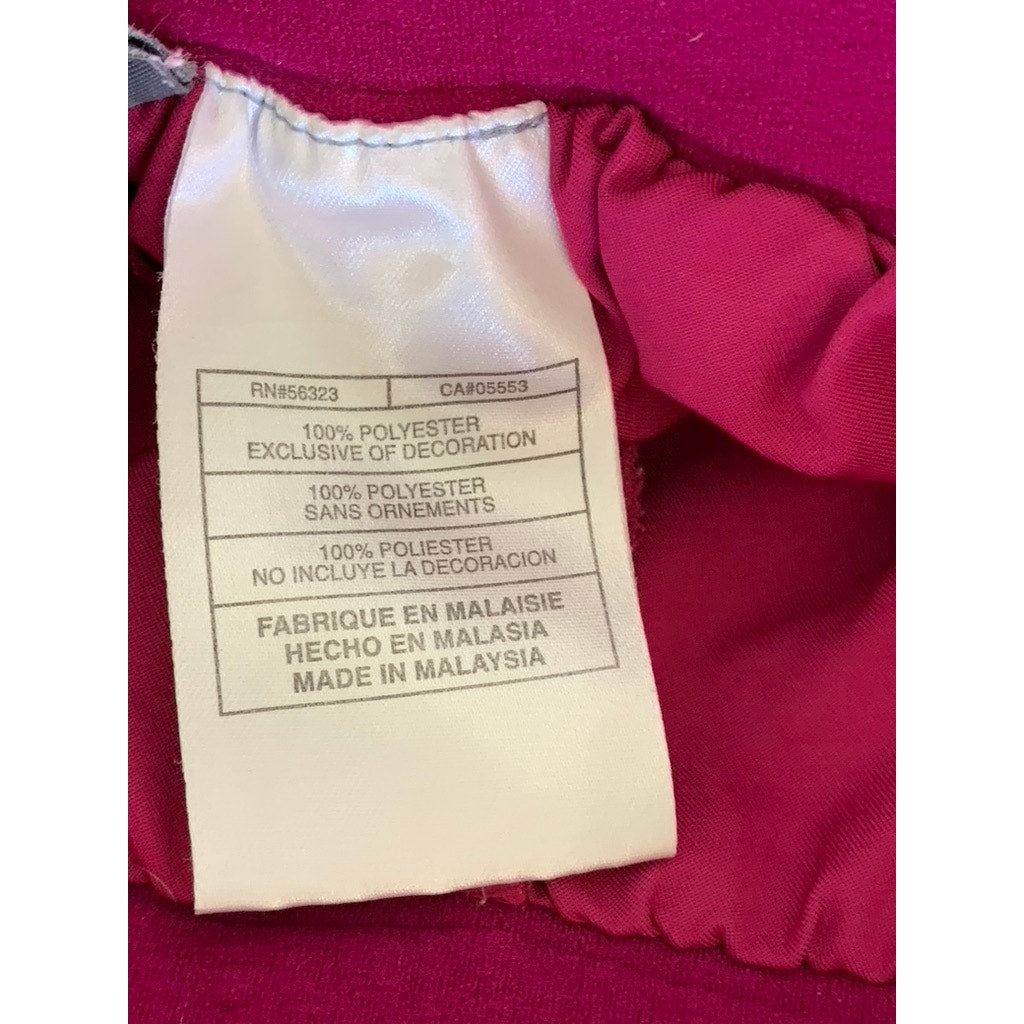 RN#56323 CA#05553
100% POLYESTER
EXCLUSIVE OF DECORATION
100% POLYESTER
SANS ORNEMENTS
100% POLIESTER
NO INCLUYE LA DECORACION
FABRIQUE EN MALAISIE
HECHO EN MALASIA
MADE IN MALAYSIA